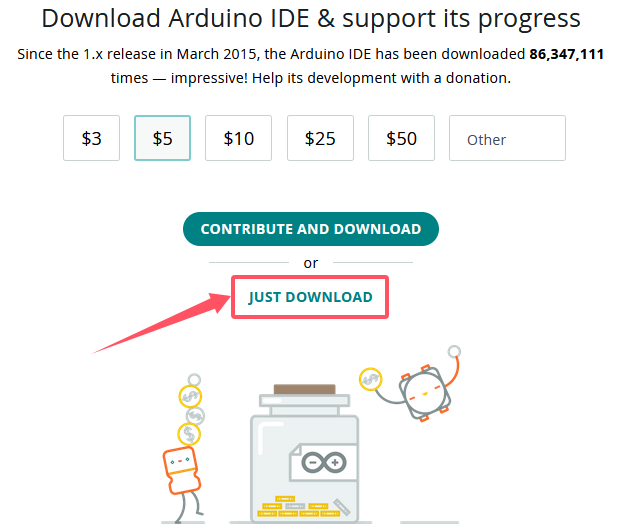 Download Arduino IDE & support its progress
Since the 1.x release in March 2015, the Arduino IDE has been downloaded 86,347,111
times — impressive! Help its development with a donation.
$3 $5 $10 $25 $50 Other
CONTRIBUTE AND DOWNLOAD
or
JUST DOWNLOAD